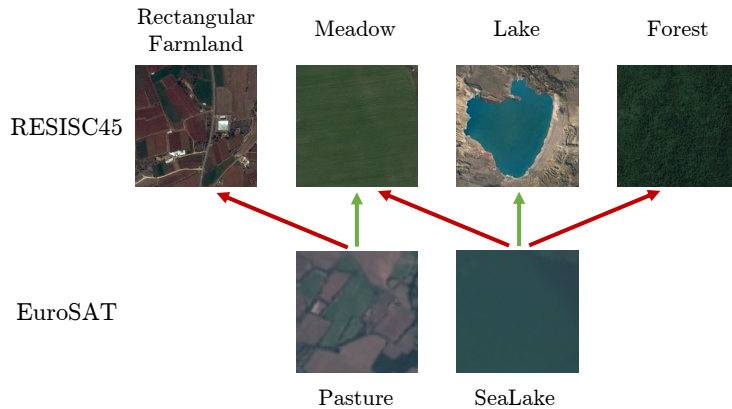 Rectangular
Farmland
Meadow
Lake
Forest
RESISC45
EuroSAT
Pasture
SeaLake